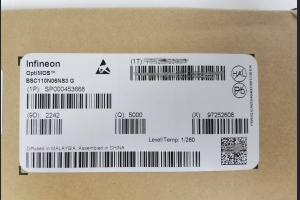 Infineon
OptiMOS™
BSC110N06NS3 G
(1P) SP000453668
(1T)
(9D) 2242
(Q): 5000
(X): 97252608
Level/Temp: 1/260
Diffused in MALAYSIA, Assembled in CHINA